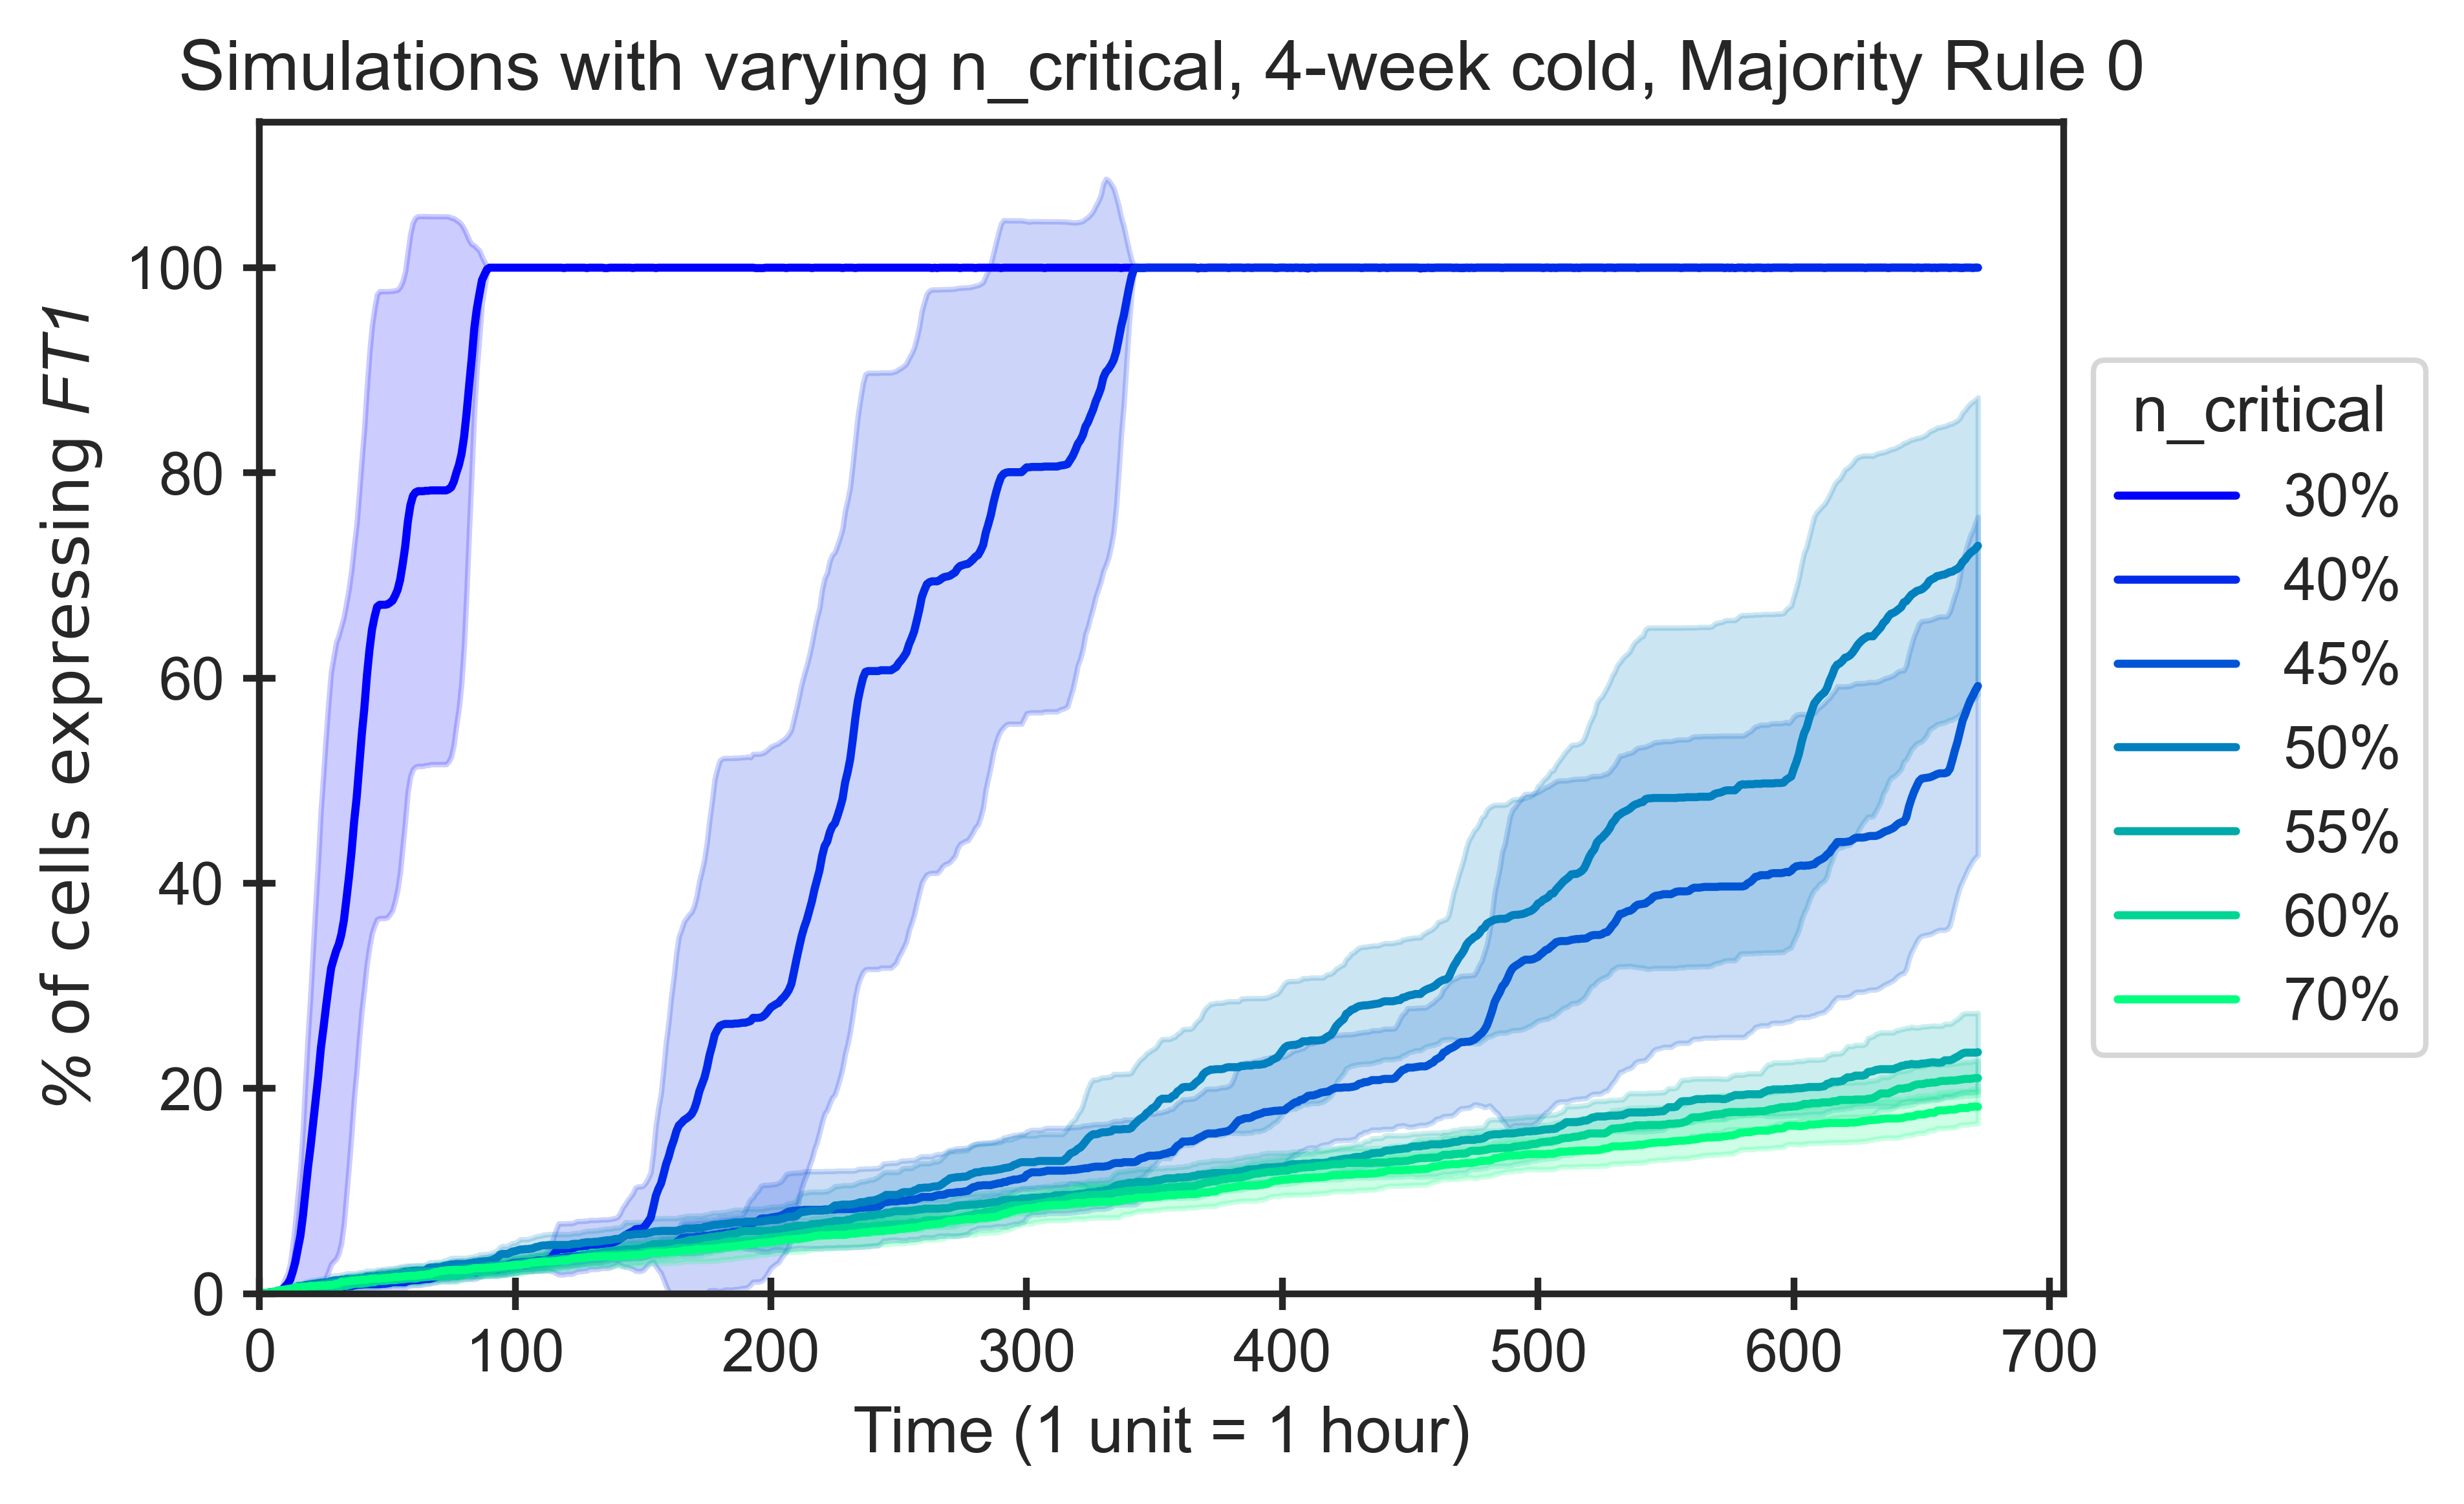 Simulations with varying n_critical, 4-week cold, Majority Rule 0
% of cells expressing FT1
100
80
60
40
20
0
0 100 200 300 400 500 600 700
Time (1 unit = 1 hour)
n_critical
30%
40%
45%
50%
55%
60%
70%